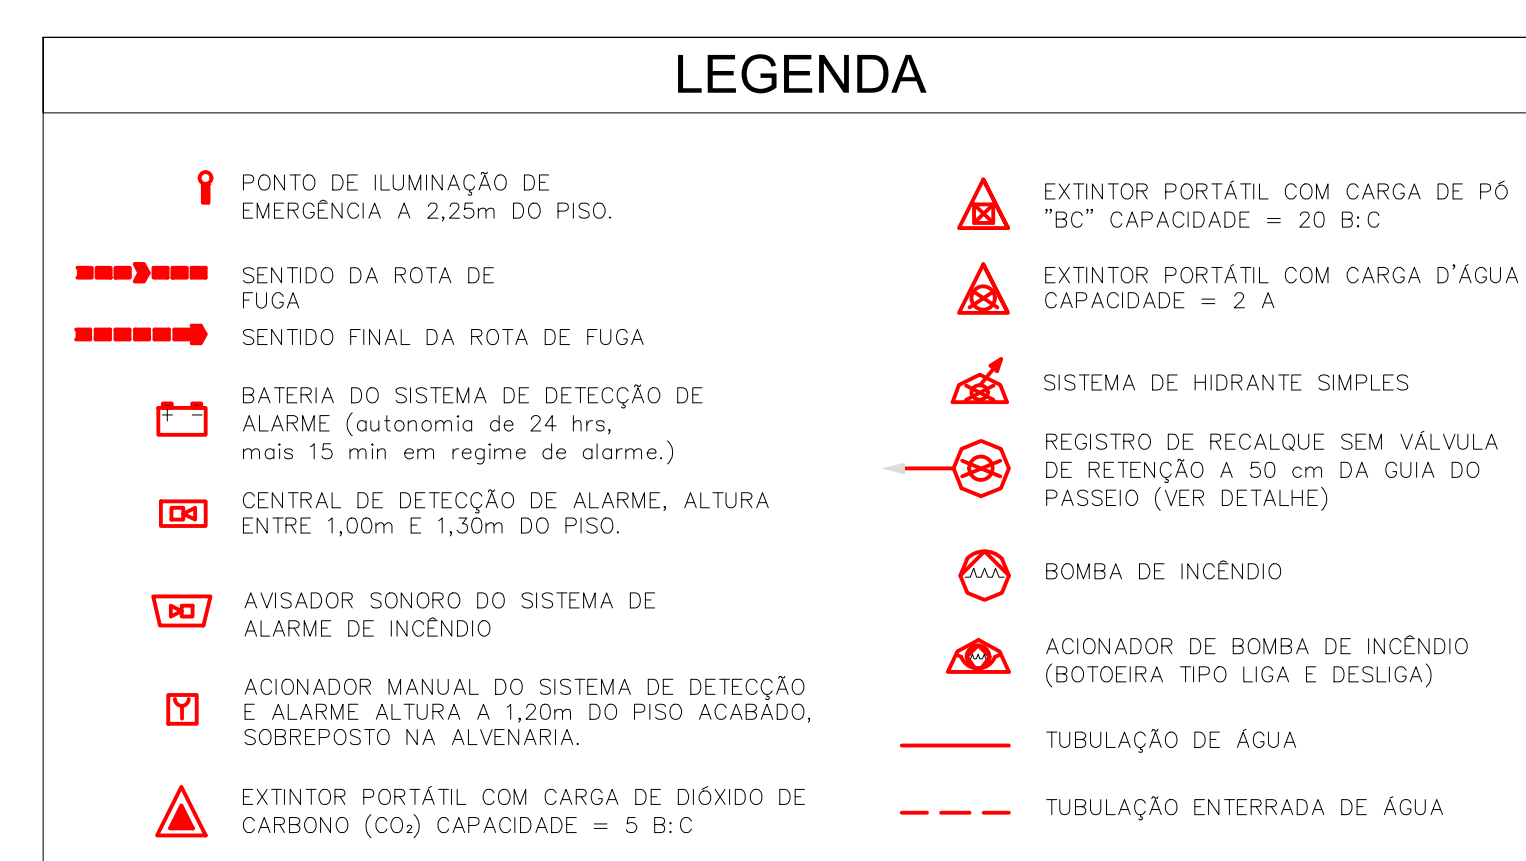 LEGENDA
PONTO DE ILUMINAÇÃO DE
EMERGÊNCIA A 2,25m DO PISO.
SENTIDO DA ROTA DE
FUGA
SENTIDO FINAL DA ROTA DE FUGA
BATERIA DO SISTEMA DE DETECÇÃO DE
ALARME (autonomia de 24 hrs,
mais 15 min em regime de alarme.)
+ −
CENTRAL DE DETECÇÃO DE ALARME, ALTURA
ENTRE 1,00m E 1,30m DO PISO.
AVISADOR SONORO DO SISTEMA DE
ALARME DE INCÊNDIO
ACIONADOR MANUAL DO SISTEMA DE DETECÇÃO
E ALARME ALTURA A 1,20m DO PISO ACABADO,
SOBREPOSTO NA ALVENARIA.
EXTINTOR PORTÁTIL COM CARGA DE DIÓXIDO DE
CARBONO (CO₂) CAPACIDADE = 5 B:C
EXTINTOR PORTÁTIL COM CARGA DE PÓ
"BC" CAPACIDADE = 20 B:C
EXTINTOR PORTÁTIL COM CARGA D'ÁGUA
CAPACIDADE = 2 A
SISTEMA DE HIDRANTE SIMPLES
REGISTRO DE RECALQUE SEM VÁLVULA
DE RETENÇÃO A 50 cm DA GUIA DO
PASSEIO (VER DETALHE)
BOMBA DE INCÊNDIO
ACIONADOR DE BOMBA DE INCÊNDIO
(BOTOEIRA TIPO LIGA E DESLIGA)
TUBULAÇÃO DE ÁGUA
TUBULAÇÃO ENTERRADA DE ÁGUA